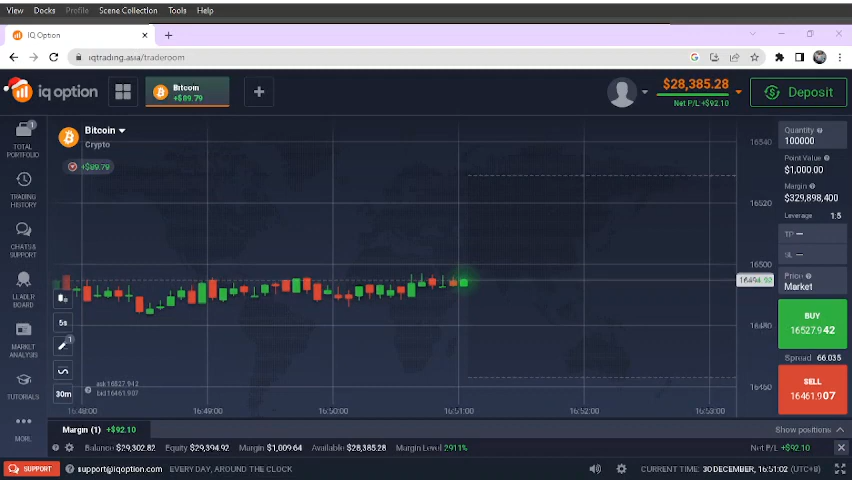 View Docks Profile Scene Collection Tools Help
IQ Option
iqtrading.asia/traderoom
iq option
Bitcoin
+$89.79
$28,385.28
Net P/L: +$92.10
Deposit
Bitcoin
Crypto
+$89.79
TOTAL PORTFOLIO
1
TRADING HISTORY
CHATS & SUPPORT
LEADER BOARD
MARKET ANALYSIS
TUTORIALS
MORE
5s
1
30m
ask 16527.942
bid 16461.907
16:48:00 16:49:00 16:50:00 16:51:00 16:52:00 16:53:00
16540
16520
16500
16494.92
16480
16460
Quantity
100000
Point Value
$1,000.00
Margin
$329,898,400
Leverage 1:5
TP —
SL —
Price
Market
BUY
16527.942
Spread 66.035
SELL
16461.907
Margin (1) +$92.10
Show positions
Balance: $29,302.82 Equity $29,394.92 Margin $1,009.64 Available $28,385.28 Margin Level 2911%
Net P/L: +$92.10
SUPPORT support@iqoption.com EVERY DAY, AROUND THE CLOCK
CURRENT TIME: 30 DECEMBER, 16:51:02 (UTC+8)